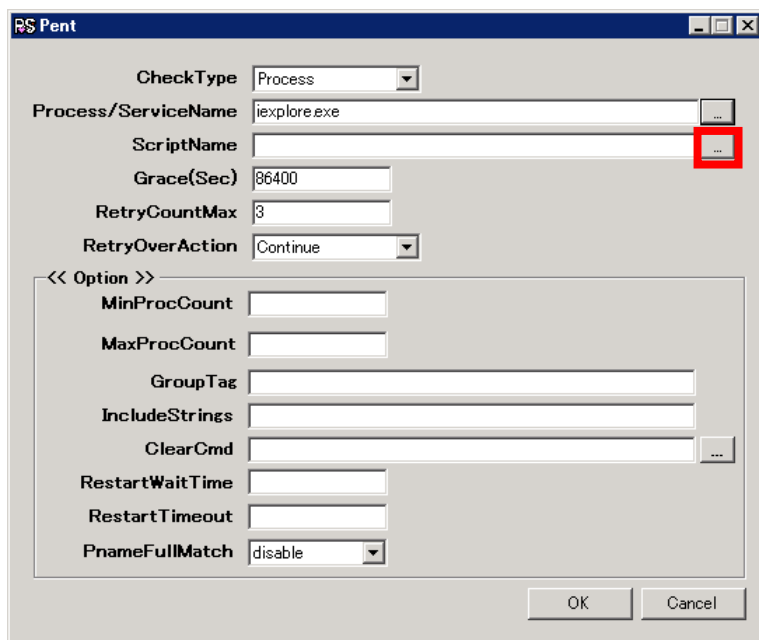 PS Pent
CheckType Process
Process/ServiceName iexplore.exe ...
ScriptName ...
Grace(Sec) 86400
RetryCountMax 3
RetryOverAction Continue
<< Option >>
MinProcCount
MaxProcCount
GroupTag
IncludeStrings
ClearCmd ...
RestartWaitTime
RestartTimeout
PnameFullMatch disable
OK Cancel